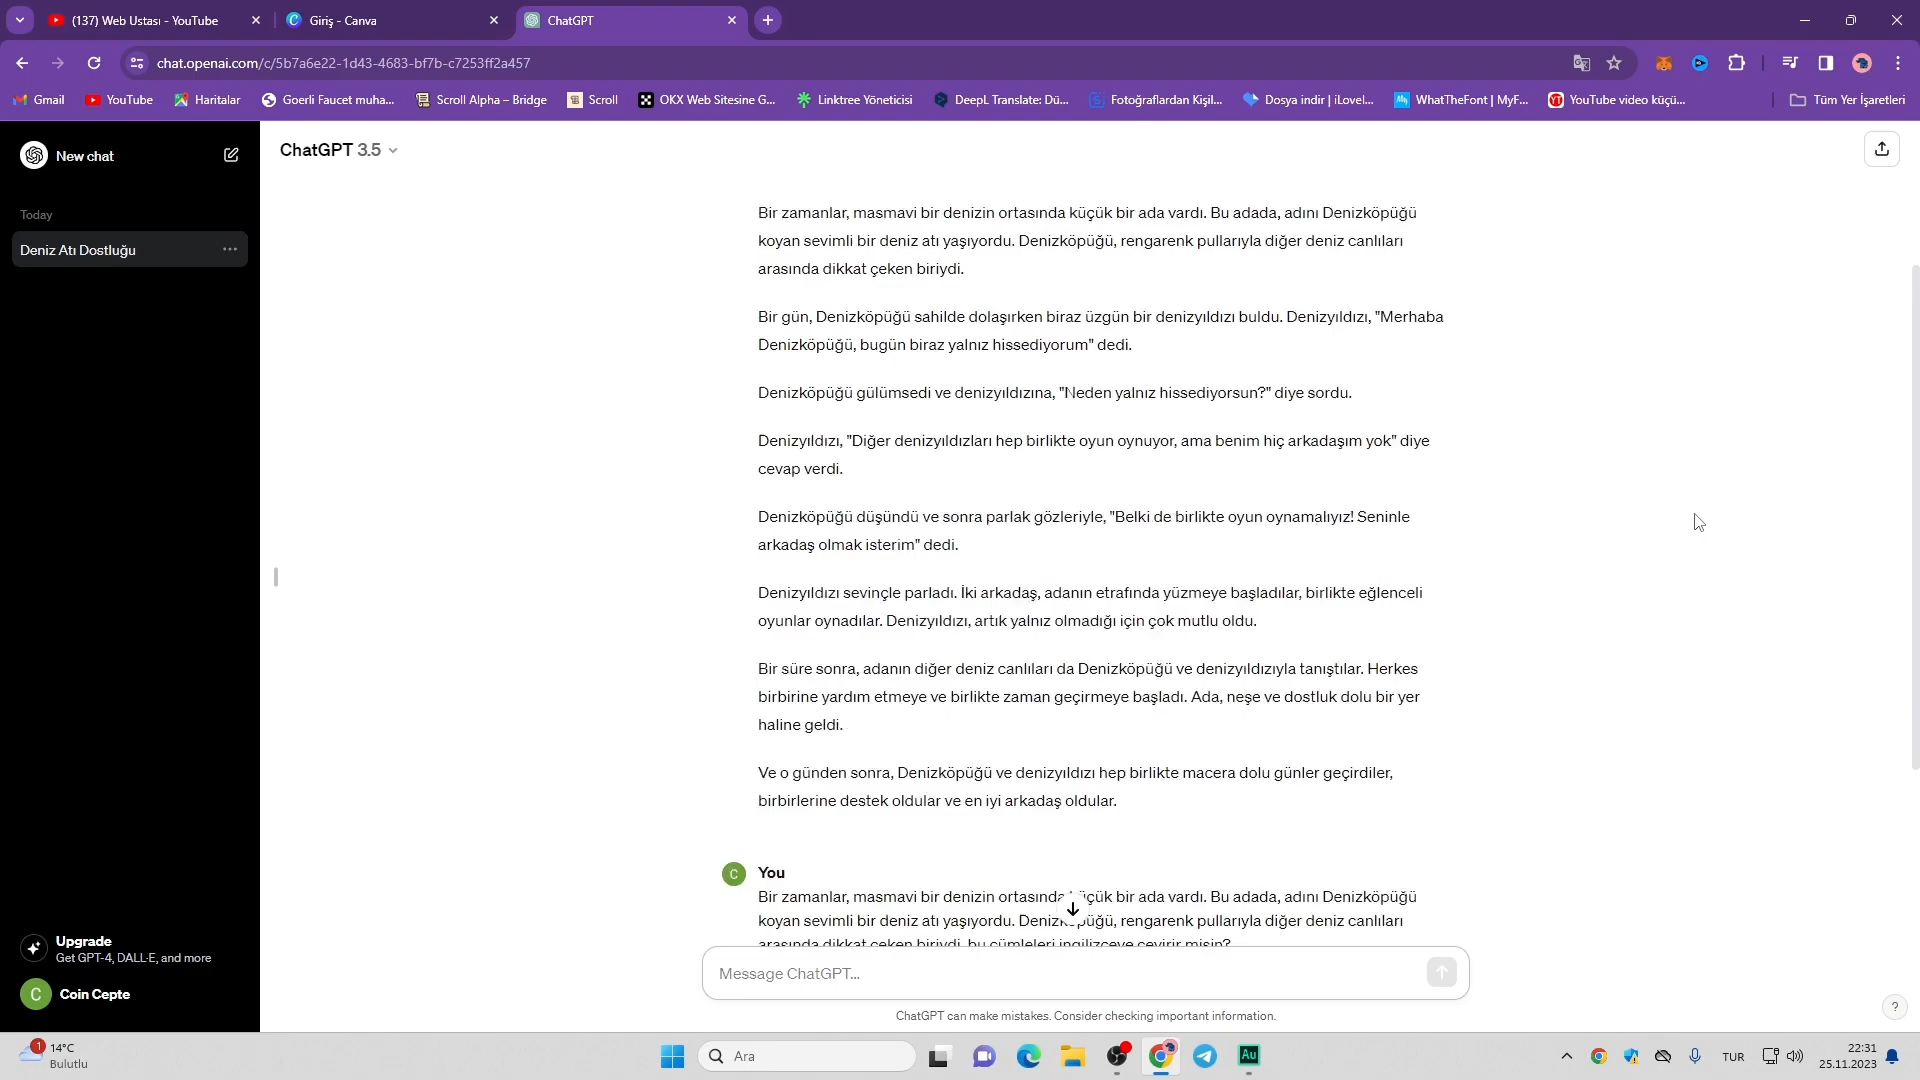 (137) Web Ustası - YouTube
Giriş - Canva
ChatGPT
chat.openai.com/c/5b7a6e22-1d43-4683-bf7b-c7253ff2a457
Gmail
YouTube
Haritalar
Goerli Faucet muha...
Scroll Alpha – Bridge
Scroll
OKX Web Sitesine G...
Linktree Yöneticisi
DeepL Translate: Dü...
Fotoğraflardan Kişil...
Dosya indir | iLovel...
WhatTheFont | MyF...
YouTube video küçü...
Tüm Yer İşaretleri
New chat
Today
Deniz Atı Dostluğu
ChatGPT 3.5
Bir zamanlar, masmavi bir denizin ortasında küçük bir ada vardı. Bu adada, adını Denizköpüğü
koyan sevimli bir deniz atı yaşıyordu. Denizköpüğü, rengarenk pullarıyla diğer deniz canlıları
arasında dikkat çeken biriydi.
Bir gün, Denizköpüğü sahilde dolaşırken biraz üzgün bir denizyıldızı buldu. Denizyıldızı, "Merhaba
Denizköpüğü, bugün biraz yalnız hissediyorum" dedi.
Denizköpüğü gülümsedi ve denizyıldızına, "Neden yalnız hissediyorsun?" diye sordu.
Denizyıldızı, "Diğer denizyıldızları hep birlikte oyun oynuyor, ama benim hiç arkadaşım yok" diye
cevap verdi.
Denizköpüğü düşündü ve sonra parlak gözleriyle, "Belki de birlikte oyun oynamalıyız! Seninle
arkadaş olmak isterim" dedi.
Denizyıldızı sevinçle parladı. İki arkadaş, adanın etrafında yüzmeye başladılar, birlikte eğlenceli
oyunlar oynadılar. Denizyıldızı, artık yalnız olmadığı için çok mutlu oldu.
Bir süre sonra, adanın diğer deniz canlıları da Denizköpüğü ve denizyıldızıyla tanıştılar. Herkes
birbirine yardım etmeye ve birlikte zaman geçirmeye başladı. Ada, neşe ve dostluk dolu bir yer
haline geldi.
Ve o günden sonra, Denizköpüğü ve denizyıldızı hep birlikte macera dolu günler geçirdiler,
birbirlerine destek oldular ve en iyi arkadaş oldular.
C You
Bir zamanlar, masmavi bir denizin ortasında küçük bir ada vardı. Bu adada, adını Denizköpüğü
koyan sevimli bir deniz atı yaşıyordu. Denizköpüğü, rengarenk pullarıyla diğer deniz canlıları
arasında dikkat çeken biriydi. bu cümleleri ingilizceye çevirir misin?
Message ChatGPT...
ChatGPT can make mistakes. Consider checking important information.
?
Upgrade
Get GPT-4, DALL·E, and more
C Coin Cepte
1
14°C
Bulutlu
Ara
Au
TUR
22:31
25.11.2023